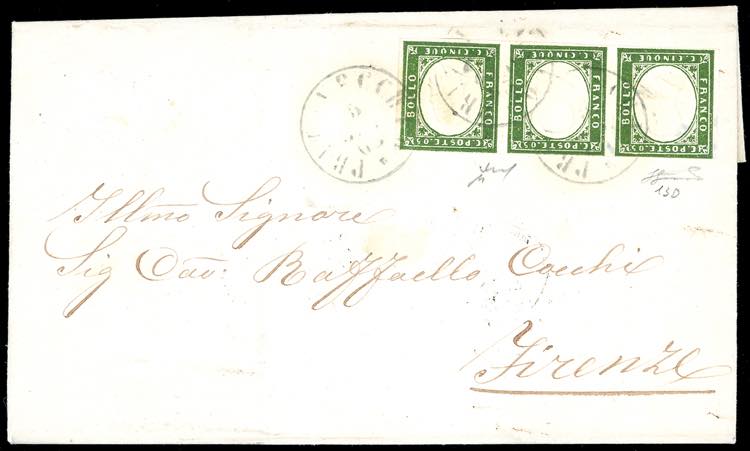 C. CINQUE
BOLLO
FRANCO
C. POSTE. 05
C. CINQUE
BOLLO
FRANCO
C. POSTE. 05
C. CINQUE
BOLLO
FRANCO
C. POSTE. 05
130
Illmo Signore
Sig Cav: Raffaello Cocchi
Firenze